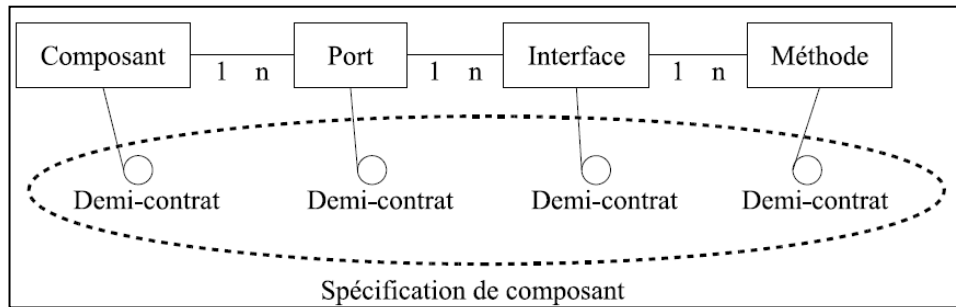 Composant Port Interface Méthode
1 n 1 n 1 n
Demi-contrat Demi-contrat Demi-contrat Demi-contrat
Spécification de composant